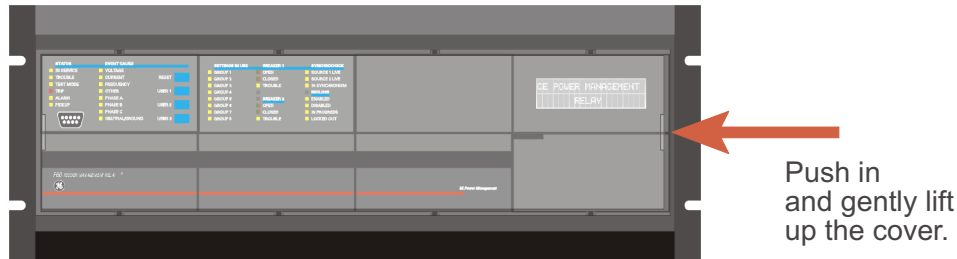 STATUS
EVENT CAUSE
IN SERVICE
VOLTAGE
TROUBLE
CURRENT
RESET
TEST MODE
FREQUENCY
TRIP
OTHER
USER 1
ALARM
PHASE A
PICKUP
PHASE B
USER 2
PHASE C
NEUTRAL/GROUND
USER 3
SETTINGS IN USE
BREAKER 1
SYNCHROCHECK
GROUP 1
OPEN
SOURCE 1 LIVE
GROUP 2
CLOSED
SOURCE 2 LIVE
GROUP 3
TROUBLE
IN SYNCHRONISM
GROUP 4
RECLOSE
GROUP 5
BREAKER 2
ENABLED
GROUP 6
OPEN
DISABLED
GROUP 7
CLOSED
IN PROGRESS
GROUP 8
TROUBLE
LOCKED OUT
GE POWER MANAGEMENT
RELAY
F60 FEEDER MANAGEMENT RELAY
GE Power Management
Push in
and gently lift
up the cover.